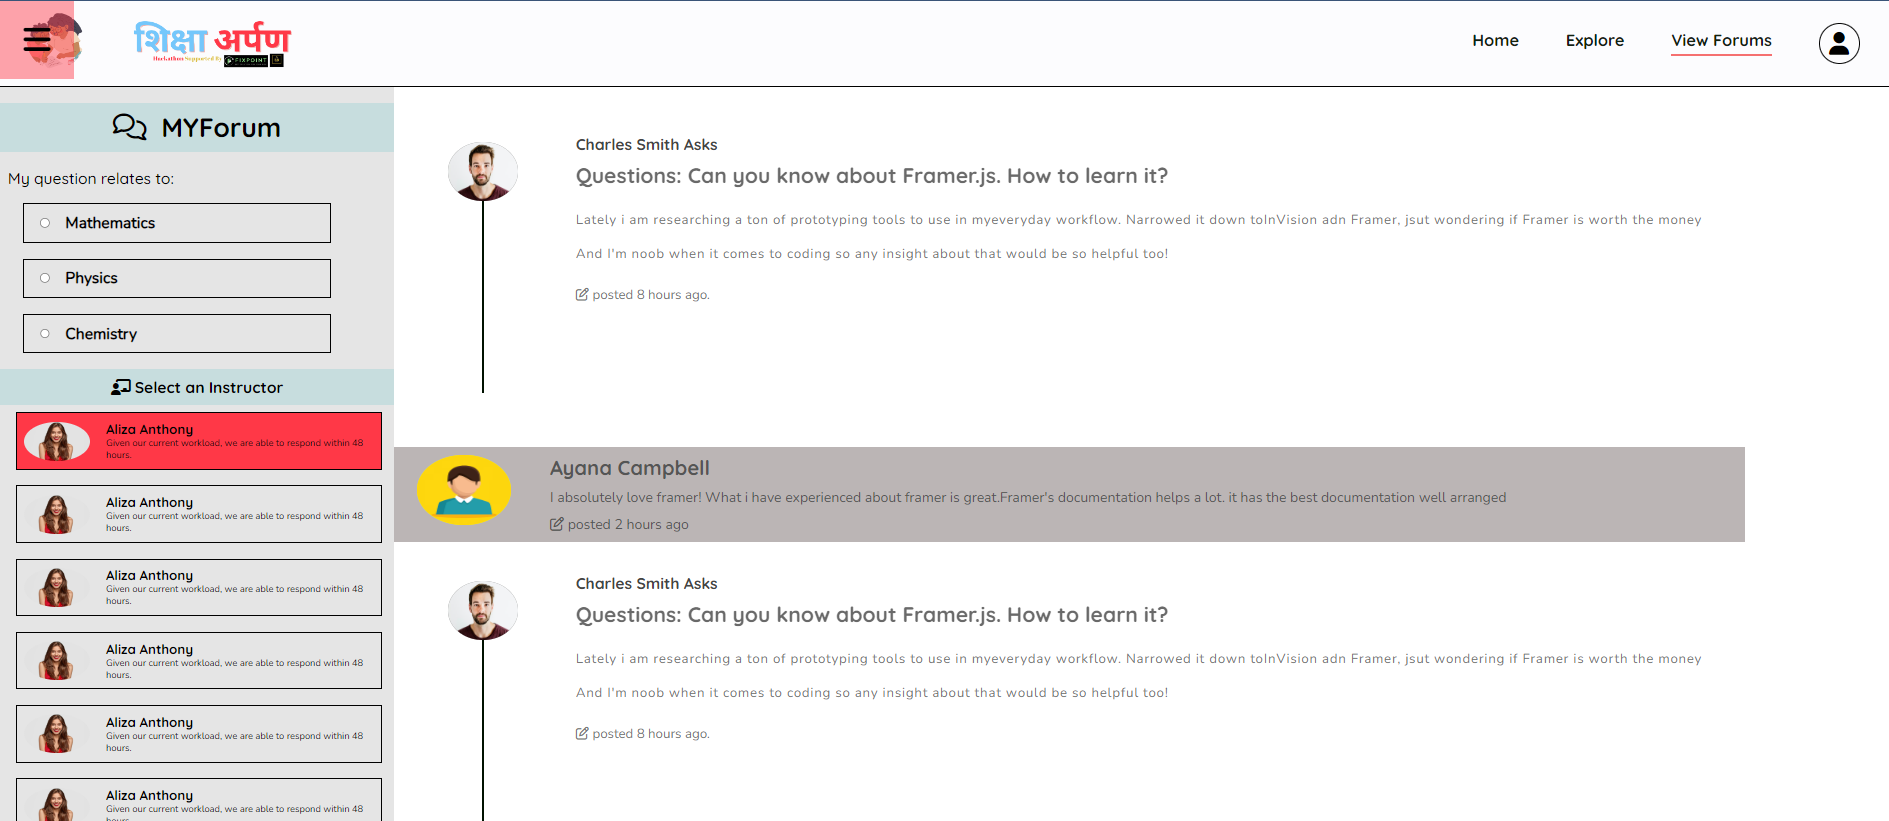 शिक्षा अर्पण
Hackathon Supported By FIXPOINT
Home
Explore
View Forums
MYForum
My question relates to:
Mathematics
Physics
Chemistry
Select an Instructor
Aliza Anthony
Given our current workload, we are able to respond within 48
hours.
Aliza Anthony
Given our current workload, we are able to respond within 48
hours.
Aliza Anthony
Given our current workload, we are able to respond within 48
hours.
Aliza Anthony
Given our current workload, we are able to respond within 48
hours.
Aliza Anthony
Given our current workload, we are able to respond within 48
hours.
Aliza Anthony
Given our current workload, we are able to respond within 48
hours.
Charles Smith Asks
Questions: Can you know about Framer.js. How to learn it?
Lately i am researching a ton of prototyping tools to use in myeveryday workflow. Narrowed it down toInVision adn Framer, jsut wondering if Framer is worth the money
And I'm noob when it comes to coding so any insight about that would be so helpful too!
posted 8 hours ago.
Ayana Campbell
I absolutely love framer! What i have experienced about framer is great.Framer's documentation helps a lot. it has the best documentation well arranged
posted 2 hours ago
Charles Smith Asks
Questions: Can you know about Framer.js. How to learn it?
Lately i am researching a ton of prototyping tools to use in myeveryday workflow. Narrowed it down toInVision adn Framer, jsut wondering if Framer is worth the money
And I'm noob when it comes to coding so any insight about that would be so helpful too!
posted 8 hours ago.